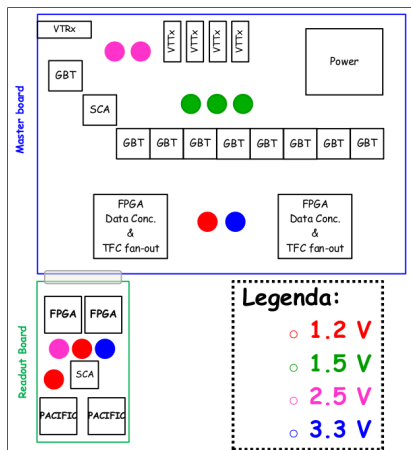 VTRx
VTTx
VTTx
VTTx
VTTx
Power
GBT
SCA
GBT
GBT
GBT
GBT
GBT
GBT
GBT
GBT
Master board
FPGA
Data Conc.
&
TFC fan-out
FPGA
Data Conc.
&
TFC fan-out
Readout Board
FPGA
FPGA
SCA
PACIFIC
PACIFIC
Legenda:
1.2 V
1.5 V
2.5 V
3.3 V